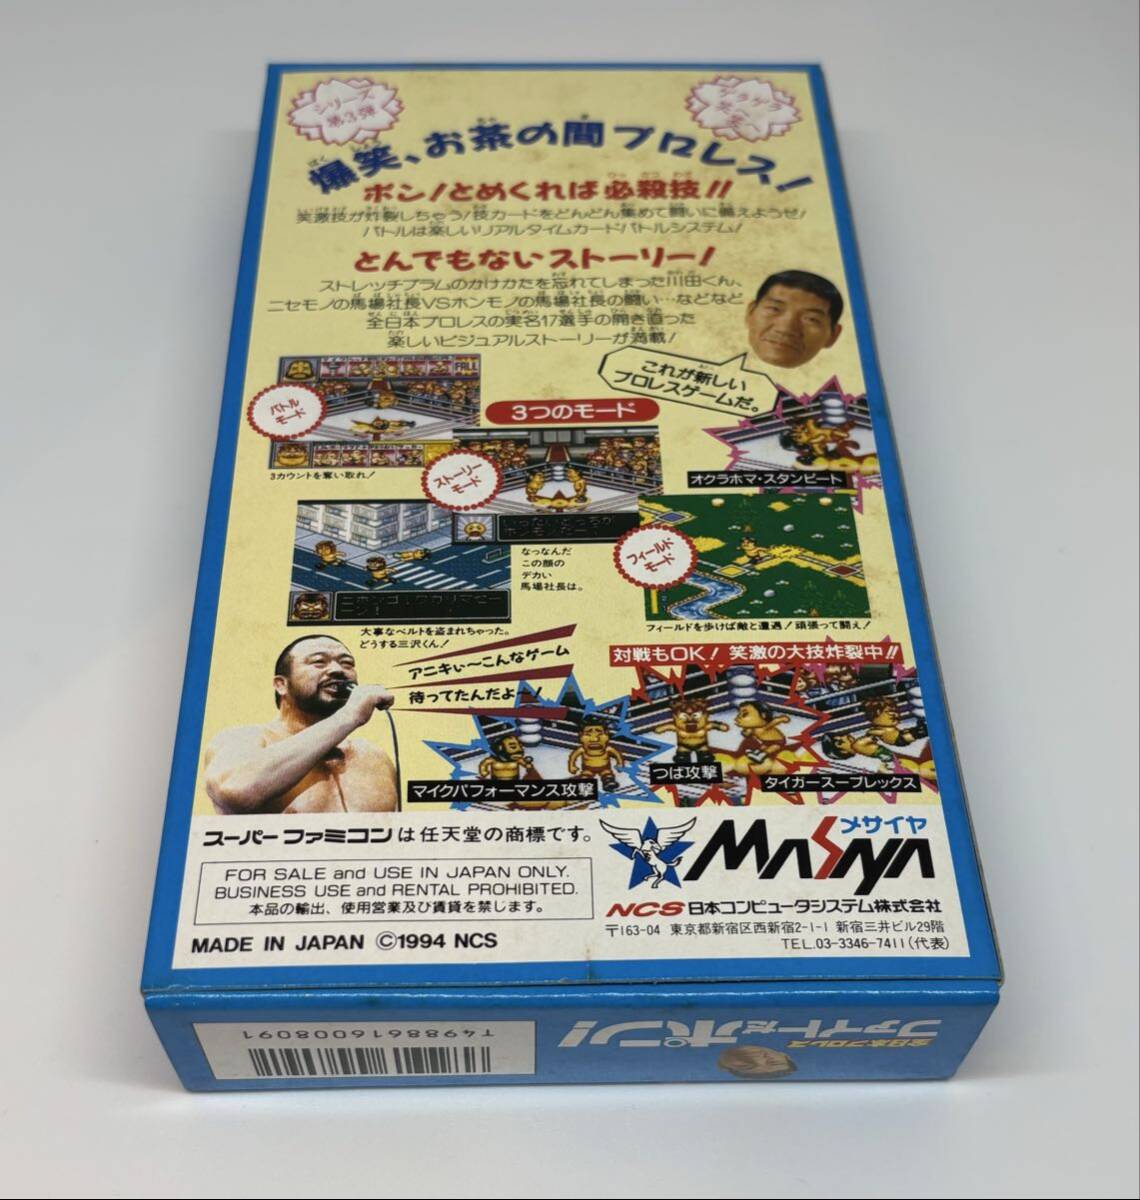 シリーズ
第3弾
ゲラゲラ
爆笑、お茶の間プロレス!
ポン!とめくれば必殺技!!
笑激技が炸裂しちゃう!技カードをどんどん集めて闘いに備えようぜ!
バトルは楽しいリアルタイムカードバトルシステム!
とんでもないストーリー!
ストレッチプラムのかけかたを忘れてしまった川田くん、
ニセモノの馬場社長VSホンモノの馬場社長の闘い…などなど
全日本プロレスの実名17選手の開き直った
楽しいビジュアルストーリーが満載!
これが新しい
プロレスゲームだ。
3つのモード
バトル
モード
FALL
3カウントを奪い取れ!
ストーリー
モード
オクラホマ・スタンピート
なっなんだ
この顔の
デカい
馬場社長は。
フィールド
モード
フィールドを歩けば敵と遭遇!頑張って闘え!
大事なベルトを盗まれちゃった。
どうする三沢くん!
アニキぃ〜こんなゲーム
待ってたんだよー!
対戦もOK! 笑激の大技炸裂中!!
マイクパフォーマンス攻撃
つば攻撃
タイガースープレックス
スーパーファミコンは任天堂の商標です。
FOR SALE and USE IN JAPAN ONLY.
BUSINESS USE and RENTAL PROHIBITED.
本品の輸出、使用営業及び賃貸を禁じます。
MADE IN JAPAN ©1994 NCS
メサイヤ
MASAYA
NCS 日本コンピュータシステム株式会社
〒163-04 東京都新宿区西新宿2-1-1 新宿三井ビル29階
TEL.03-3346-7411(代表)
T4988616008091
全日本プロレス
ファイトだポン!